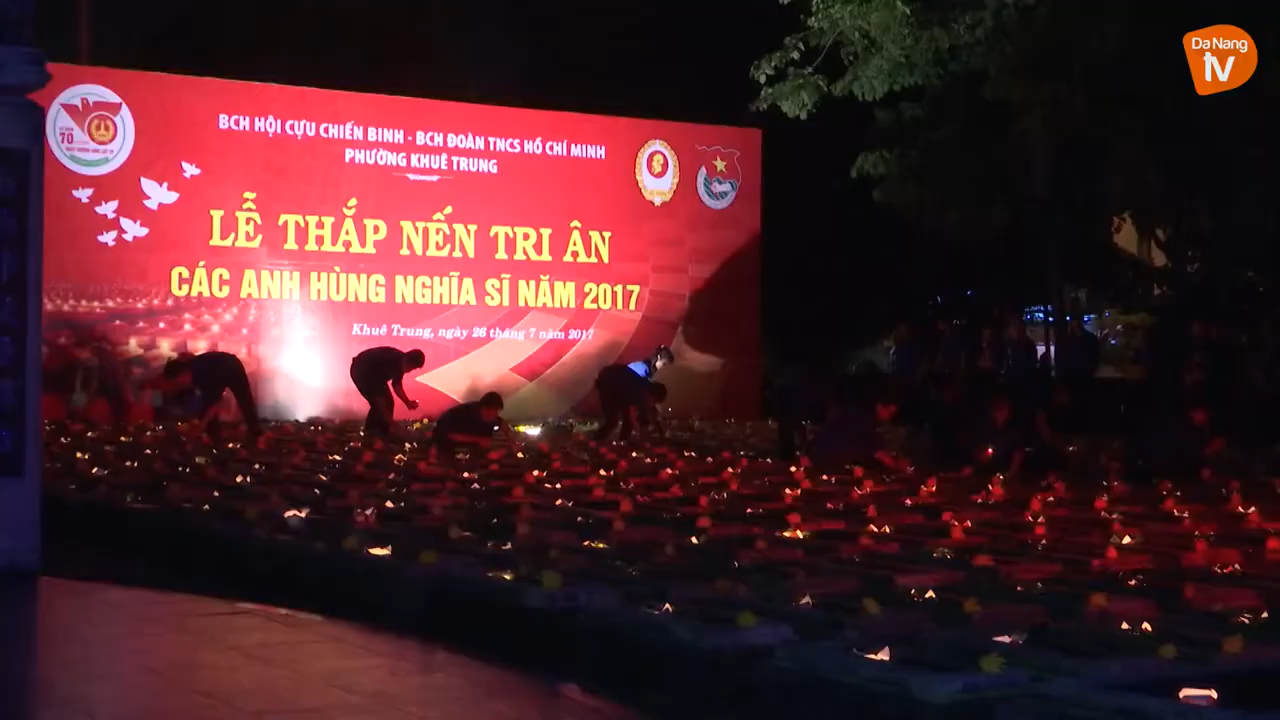 Da Nang
tv
BCH HỘI CỰU CHIẾN BINH - BCH ĐOÀN TNCS HỒ CHÍ MINH
PHƯỜNG KHUÊ TRUNG
70
LỄ THẮP NẾN TRI ÂN
CÁC ANH HÙNG NGHĨA SĨ NĂM 2017
Khuê Trung, ngày 26 tháng 7 năm 2017